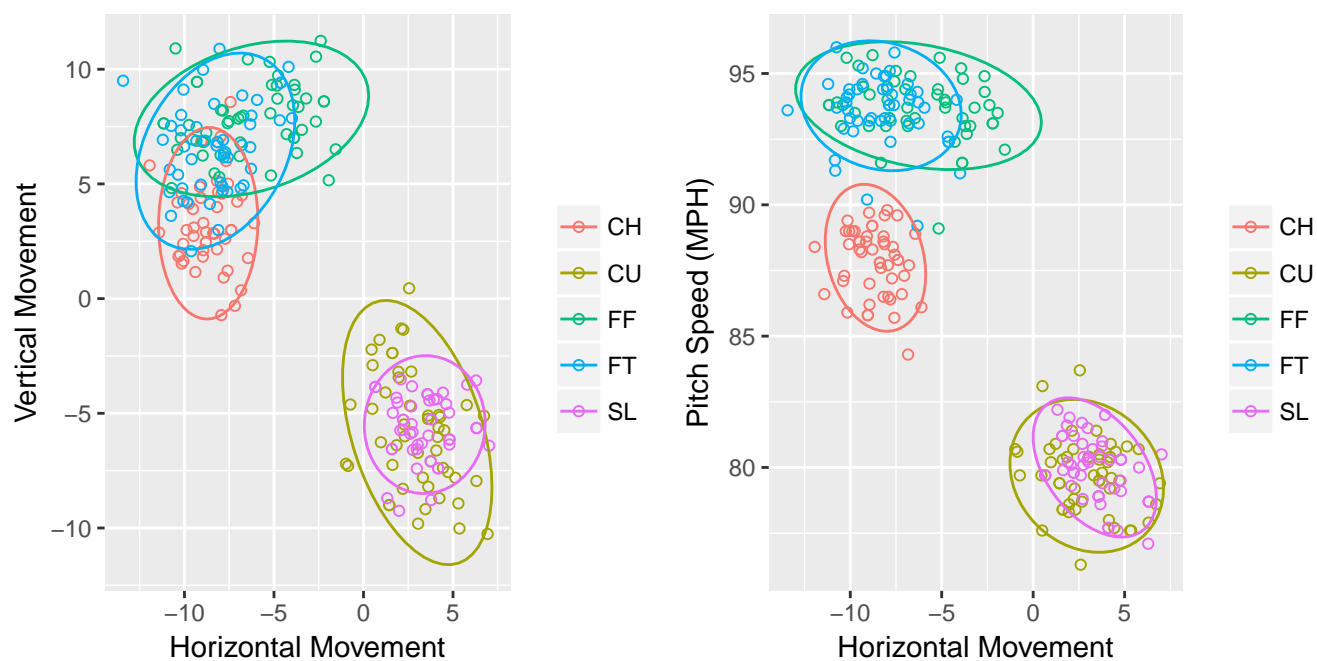 Vertical Movement
10
5
0
−5
−10
−10 −5 0 5
Horizontal Movement
CH
CU
FF
FT
SL
Pitch Speed (MPH)
95
90
85
80
−10 −5 0 5
Horizontal Movement
CH
CU
FF
FT
SL